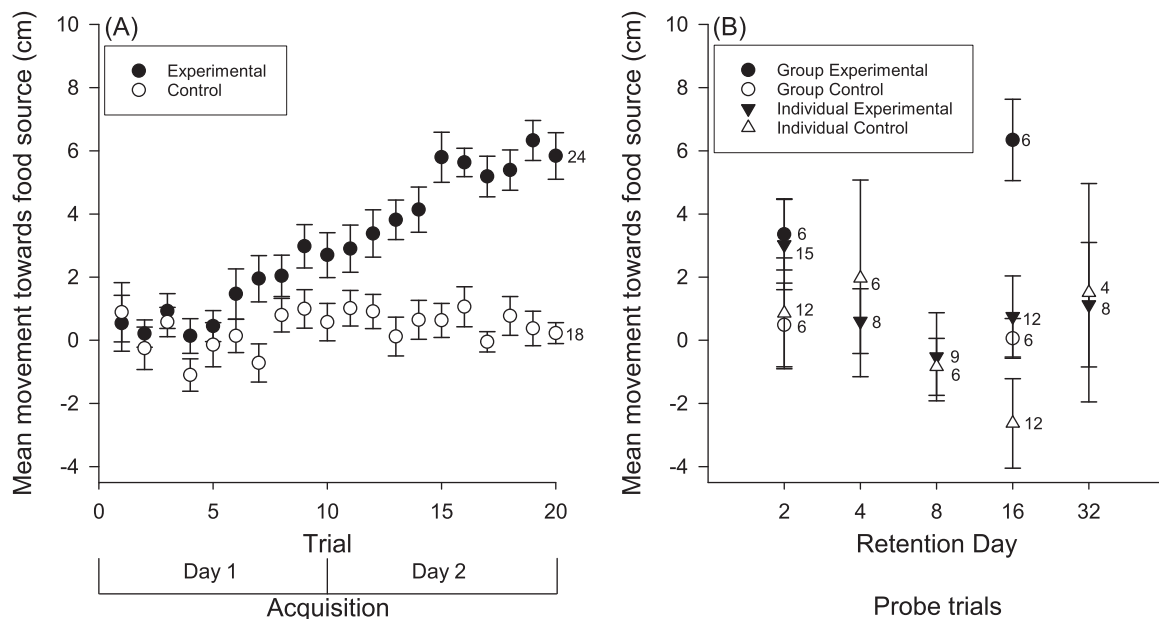 (A)
Mean movement towards food source (cm)
10
8
6
4
2
0
-2
-4
Experimental
Control
24
18
0 5 10 15 20
Trial
Day 1 Day 2
Acquisition
(B)
Mean movement towards food source (cm)
10
8
6
4
2
0
-2
-4
Group Experimental
Group Control
Individual Experimental
Individual Control
6
15
12
6
6
8
9
6
6
12
6
12
4
8
2 4 8 16 32
Retention Day
Probe trials